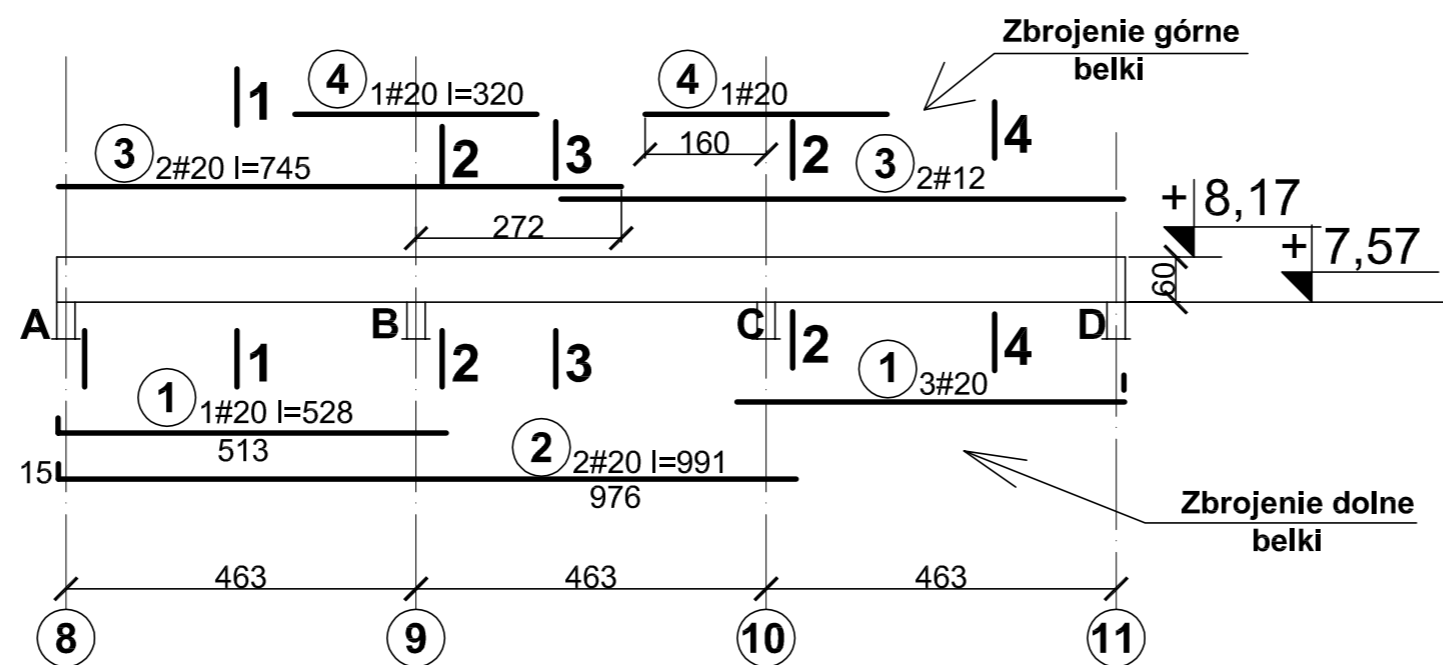 Zbrojenie górne
belki
1
4 1#20 l=320
4 1#20
160
4
3 2#20 l=745
2
3
2
3 2#12
272
+ 8,17
+ 7,57
60
A
B
C
D
1
2
3
2
4
1 1#20 l=528
513
1 3#20
15
2 2#20 l=991
976
Zbrojenie dolne
belki
463
463
463
8
9
10
11